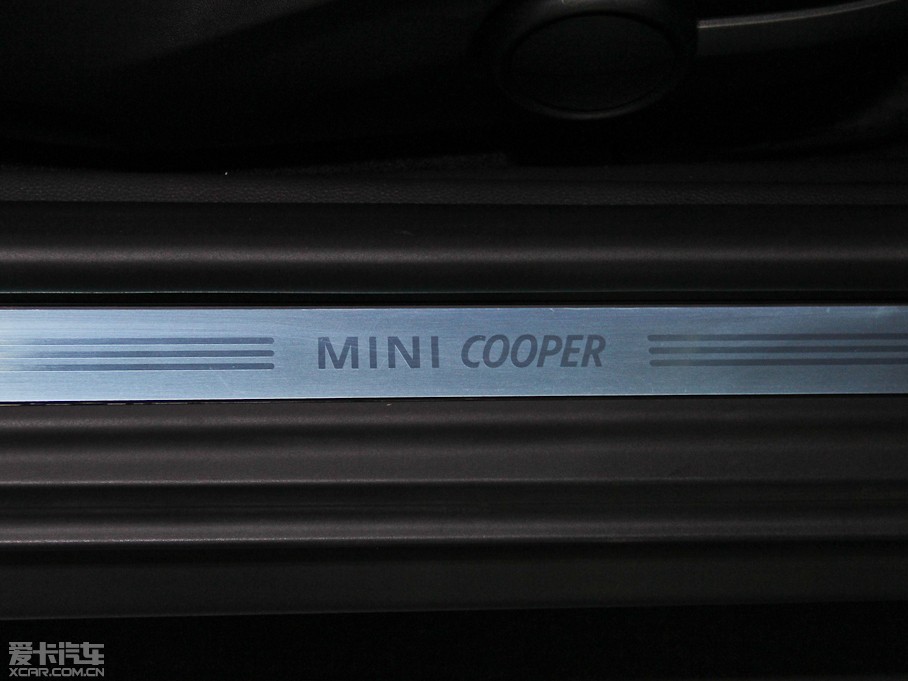 MINI COOPER
爱卡汽车
XCAR.COM.CN